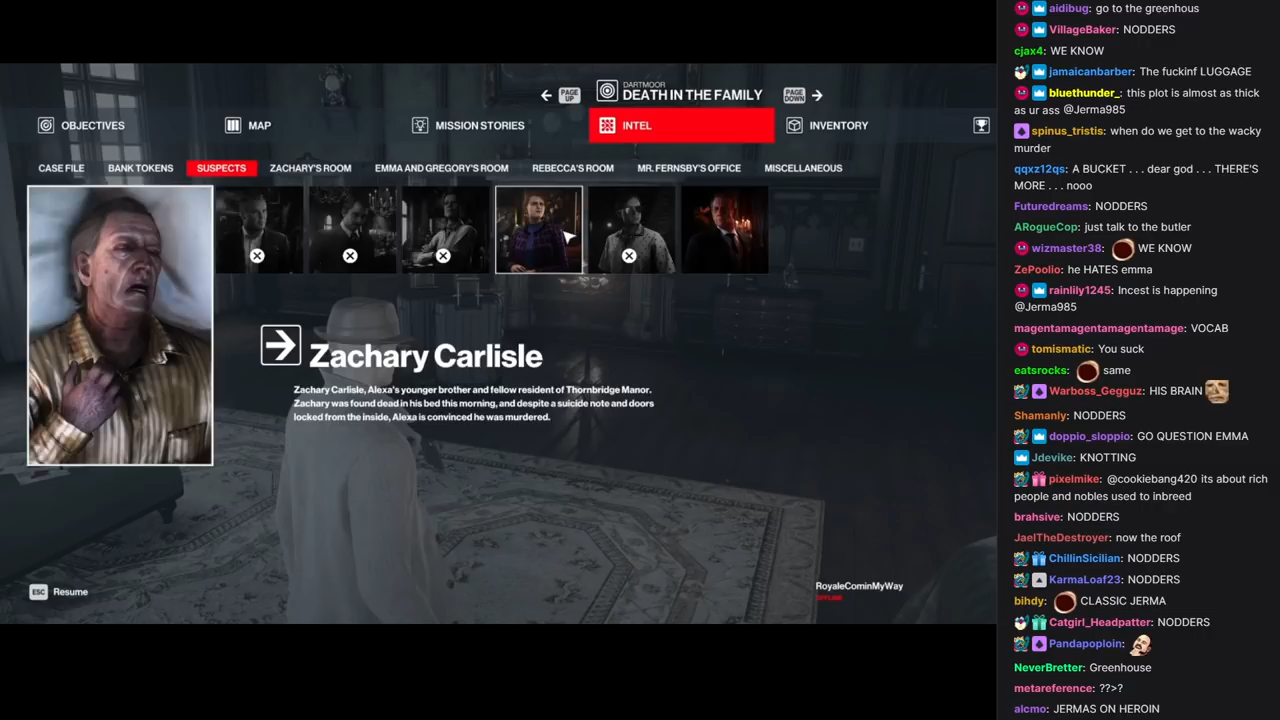 PAGE UP
DARTMOOR
DEATH IN THE FAMILY
PAGE DOWN
OBJECTIVES
MAP
MISSION STORIES
INTEL
INVENTORY
CASE FILE
BANK TOKENS
SUSPECTS
ZACHARY'S ROOM
EMMA AND GREGORY'S ROOM
REBECCA'S ROOM
MR. FERNSBY'S OFFICE
MISCELLANEOUS
Zachary Carlisle
Zachary Carlisle, Alexa's younger brother and fellow resident of Thornbridge Manor.
Zachary was found dead in his bed this morning, and despite a suicide note and doors
locked from the inside, Alexa is convinced he was murdered.
ESC Resume
RoyaleCominMyWay
OFFLINE
aidibug: go to the greenhous
VillageBaker: NODDERS
cjax4: WE KNOW
jamaicanbarber: The fuckinf LUGGAGE
bluethunder_: this plot is almost as thick
as ur ass @Jerma985
spinus_tristis: when do we get to the wacky
murder
qqxz12qs: A BUCKET . . . dear god . . . THERE'S
MORE . . . nooo
Futuredreams: NODDERS
ARogueCop: just talk to the butler
wizmaster38: WE KNOW
ZePoolio: he HATES emma
rainlily1245: Incest is happening
@Jerma985
magentamagentamagentamage: VOCAB
tomismatic: You suck
eatsrocks: same
Warboss_Gegguz: HIS BRAIN
Shamanly: NODDERS
doppio_sloppio: GO QUESTION EMMA
Jdevike: KNOTTING
pixelmike: @cookiebang420 its about rich
people and nobles used to inbreed
brahsive: NODDERS
JaelTheDestroyer: now the roof
ChillinSicilian: NODDERS
KarmaLoaf23: NODDERS
bihdy: CLASSIC JERMA
Catgirl_Headpatter: NODDERS
Pandapoploin:
NeverBretter: Greenhouse
metareference: ??>?
alcmo: JERMAS ON HEROIN